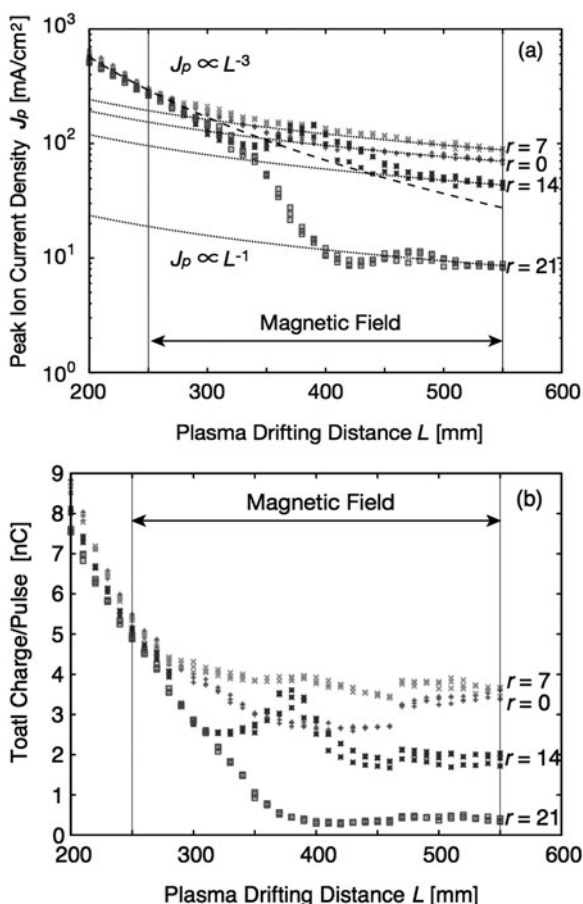 (a)
Peak Ion Current Density Jp [mA/cm²]
10³
10²
10¹
10⁰
Jp ∝ L⁻³
r = 7
r = 0
r = 14
Jp ∝ L⁻¹
r = 21
Magnetic Field
200 300 400 500 600
Plasma Drifting Distance L [mm]
(b)
Toatl Charge/Pulse [nC]
9
8
7
6
5
4
3
2
1
0
Magnetic Field
r = 7
r = 0
r = 14
r = 21
200 300 400 500 600
Plasma Drifting Distance L [mm]